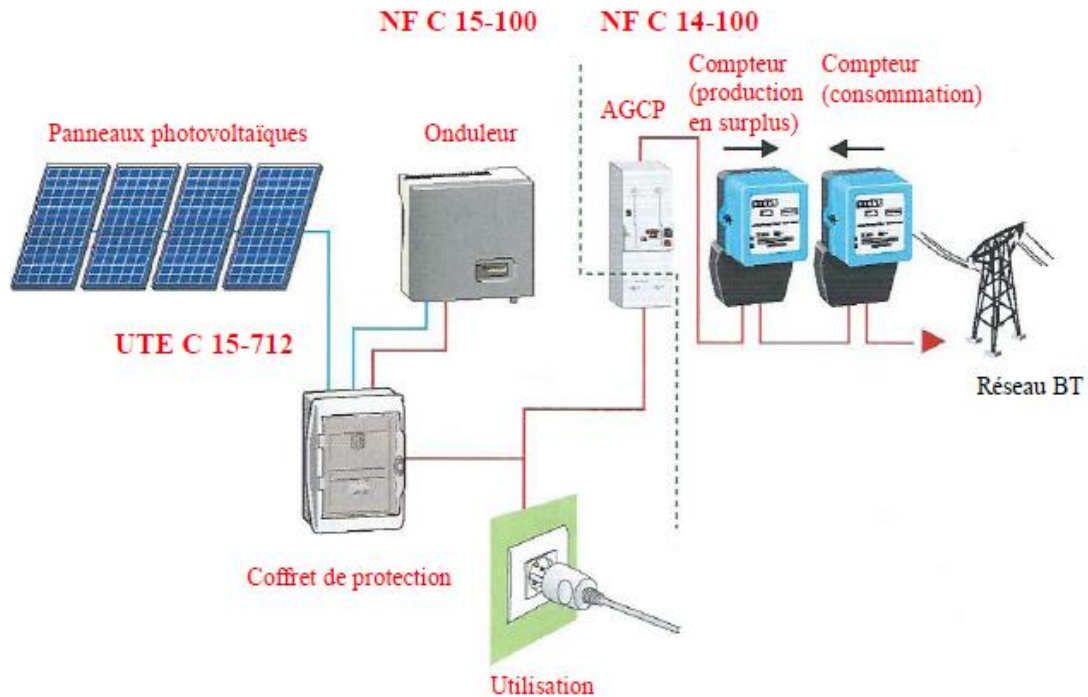 NF C 15-100
NF C 14-100
Compteur
(production
en surplus)
Compteur
(consommation)
AGCP
Panneaux photovoltaïques
Onduleur
UTE C 15-712
Réseau BT
Coffret de protection
Utilisation